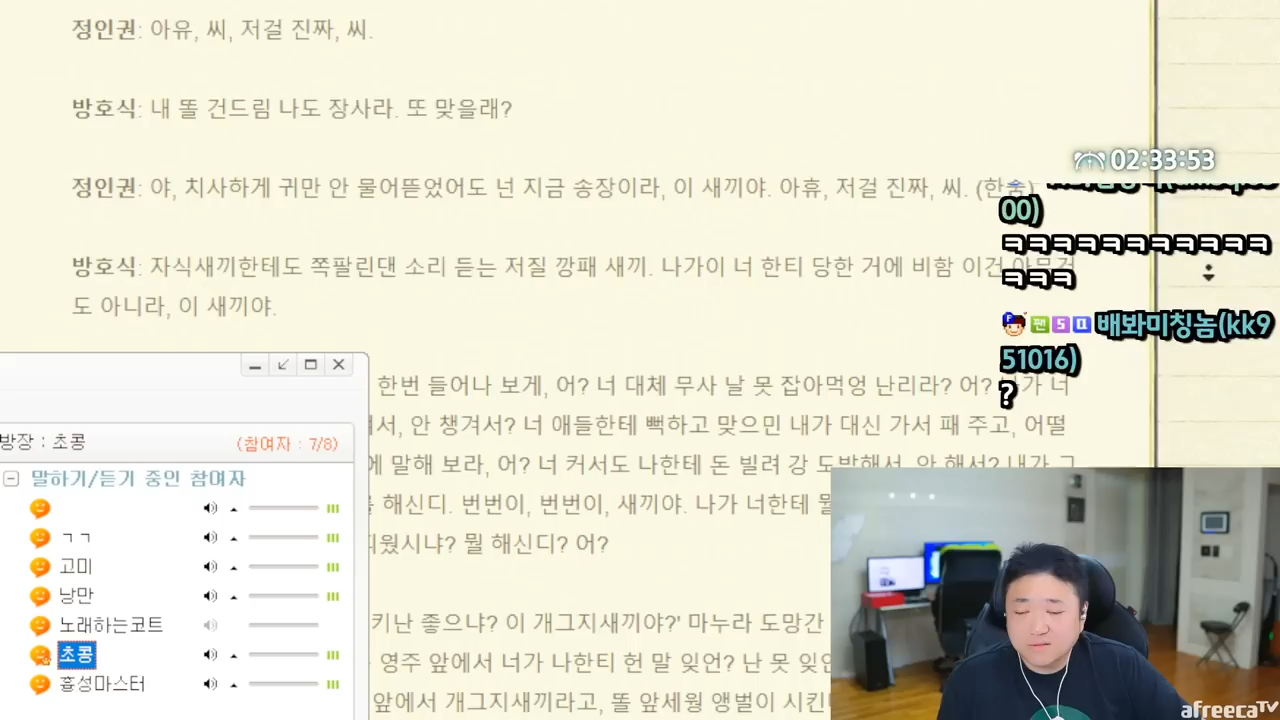 정인권: 아유, 씨, 저걸 진짜, 씨.
방호식: 내 똘 건드림 나도 장사라. 또 맞을래?
02:33:53
정인권: 야, 치사하게 귀만 안 물어뜯었어도 넌 지금 송장이라, 이 새끼야. 아휴, 저걸 진짜, 씨. (한숨)
00)
ㅋㅋㅋㅋㅋㅋㅋㅋㅋㅋㅋ
ㅋㅋㅋ
방호식: 자식새끼한테도 쪽팔린댄 소리 듣는 저질 깡패 새끼. 나가이 너 한티 당한 거에 비함 이건 아무것
도 아니라, 이 새끼야.
팬 S 배봐미칭놈(kk9
51016)
?
한번 들어나 보게, 어? 너 대체 무사 날 못 잡아먹엉 난리라? 어? 나가 너
서, 안 챙겨서? 너 애들한테 뻑하고 맞으민 내가 대신 가서 패 주고, 어떨
에 말해 보라, 어? 너 커서도 나한테 돈 빌려 강 도박해서, 안 해서? 내가 그
해신디. 번번이, 번번이, 새끼야. 나가 너한테 뭘
웠시냐? 뭘 해신디? 어?
키난 좋으냐? 이 개그지새끼야?' 마누라 도망간
영주 앞에서 너가 나한티 헌 말 잊언? 난 못 잊언
앞에서 개그지새끼라고, 똘 앞세웡 앵벌이 시킨
방장 : 초콩
(참여자 : 7/8)
말하기/듣기 중인 참여자
ㄱㄱ
고미
낭만
노래하는코트
초콩
흉성마스터
afreecaTV